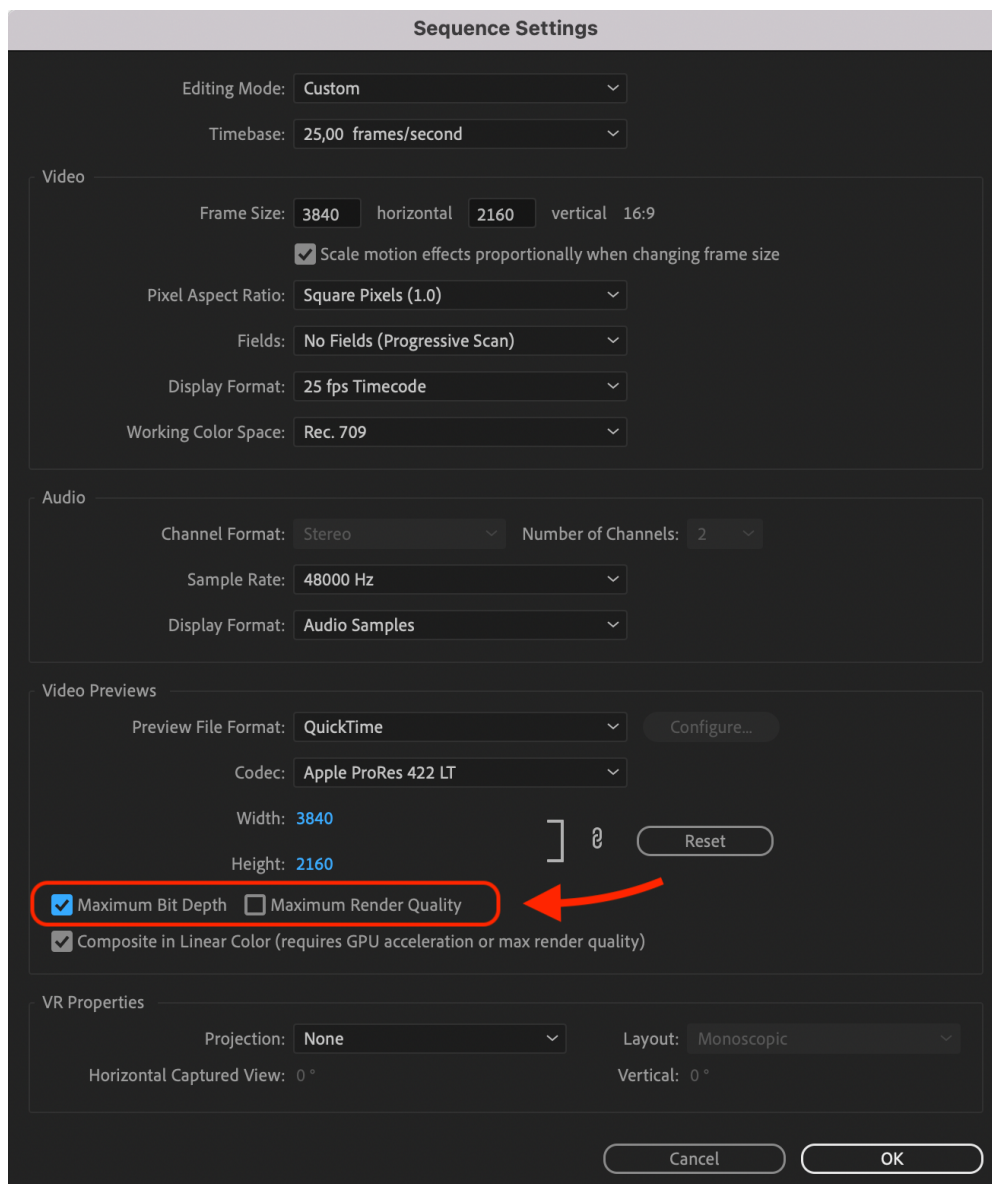 Sequence Settings
Editing Mode: Custom
Timebase: 25,00 frames/second
Video
Frame Size: 3840 horizontal 2160 vertical 16:9
Scale motion effects proportionally when changing frame size
Pixel Aspect Ratio: Square Pixels (1.0)
Fields: No Fields (Progressive Scan)
Display Format: 25 fps Timecode
Working Color Space: Rec. 709
Audio
Channel Format: Stereo Number of Channels: 2
Sample Rate: 48000 Hz
Display Format: Audio Samples
Video Previews
Preview File Format: QuickTime Configure...
Codec: Apple ProRes 422 LT
Width: 3840
Reset
Height: 2160
Maximum Bit Depth Maximum Render Quality
Composite in Linear Color (requires GPU acceleration or max render quality)
VR Properties
Projection: None Layout: Monoscopic
Horizontal Captured View: 0 ° Vertical: 0 °
Cancel OK